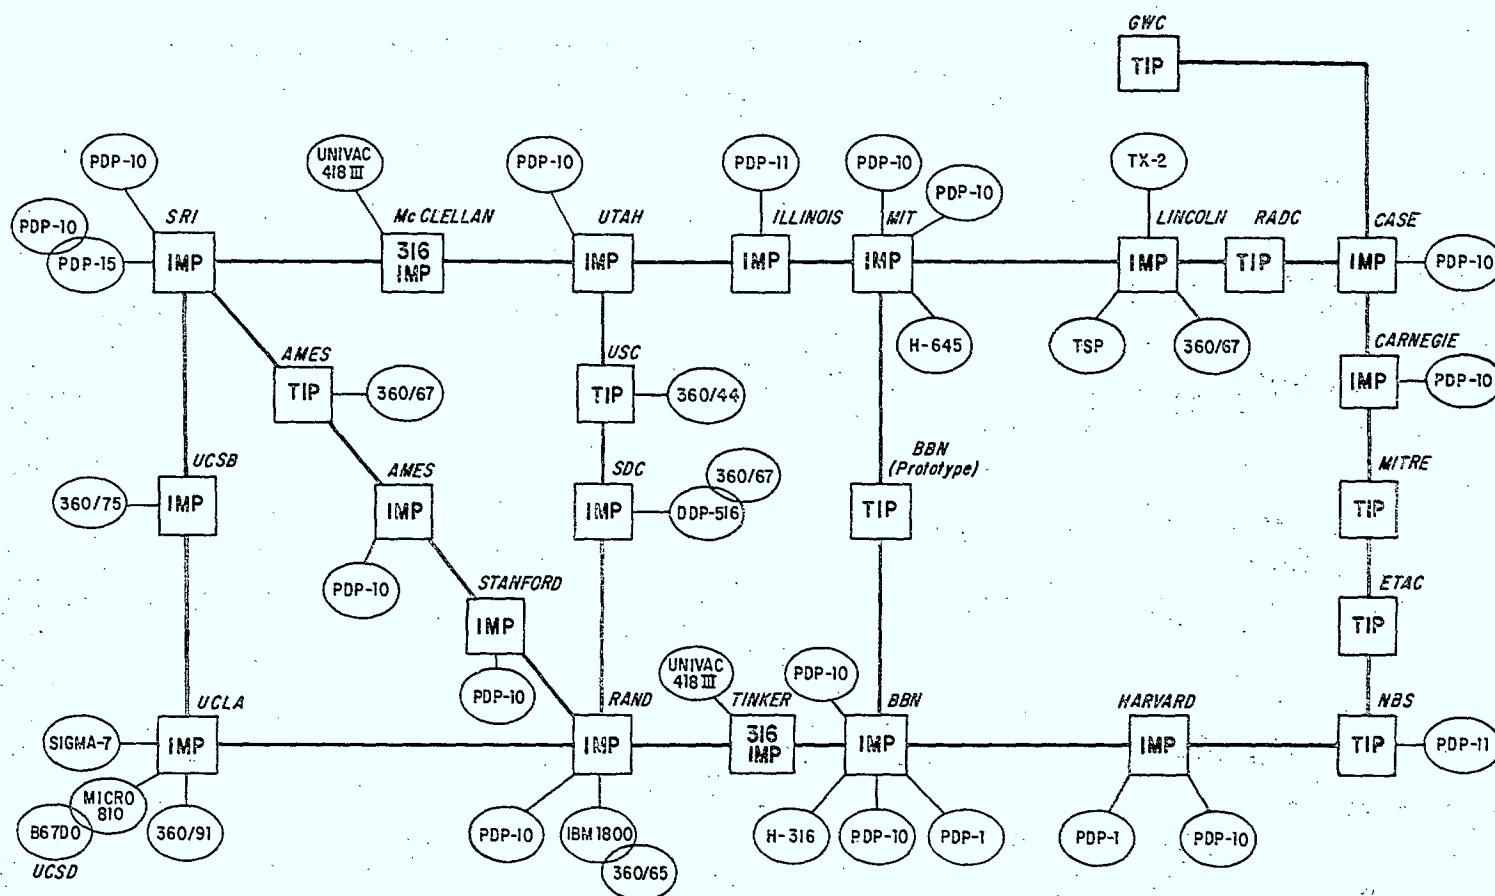 GWC
TIP
PDP-10
UNIVAC
418 III
PDP-10
PDP-11
PDP-10
PDP-10
TX-2
PDP-10
PDP-15
SRI
IMP
Mc CLELLAN
316
IMP
UTAH
IMP
ILLINOIS
IMP
MIT
IMP
LINCOLN
IMP
RADC
TIP
CASE
IMP
PDP-10
H-645
TSP
360/67
AMES
TIP
360/67
USC
TIP
360/44
CARNEGIE
IMP
PDP-10
UCSB
IMP
360/75
AMES
IMP
PDP-10
SDC
IMP
360/67
DDP-516
BBN
(Prototype)
TIP
MITRE
TIP
STANFORD
IMP
PDP-10
ETAC
TIP
UCLA
IMP
SIGMA-7
MICRO
810
B67D0
UCSD
360/91
RAND
IMP
PDP-10
IBM 1800
360/65
UNIVAC
418 III
TINKER
316
IMP
PDP-10
BBN
IMP
H-316
PDP-10
PDP-1
HARVARD
IMP
PDP-1
PDP-10
NBS
TIP
PDP-11